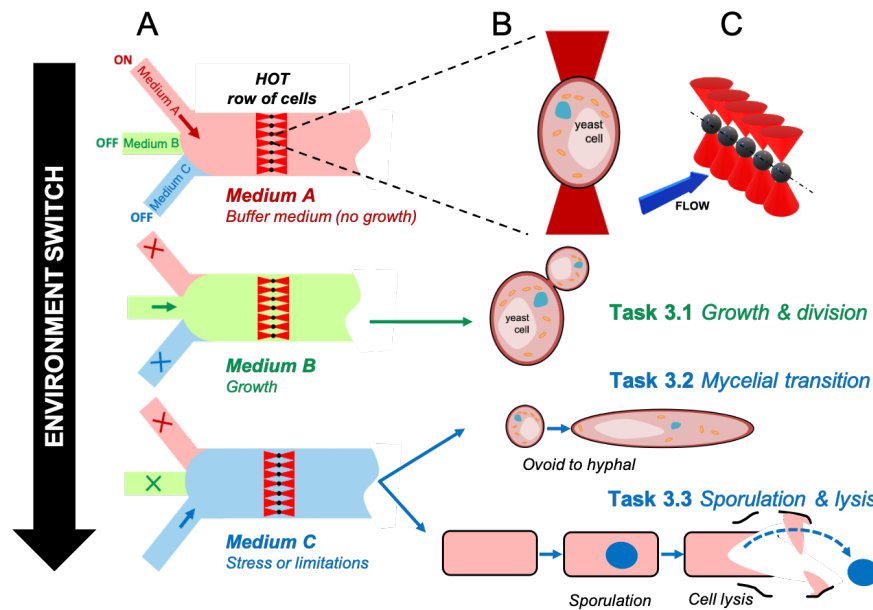 A
B
C
ENVIRONMENT SWITCH
ON
Medium A
HOT
row of cells
OFF
Medium B
Medium C
OFF
Medium A
Buffer medium (no growth)
yeast
cell
FLOW
Medium B
Growth
yeast
cell
Task 3.1 Growth & division
Task 3.2 Mycelial transition
Ovoid to hyphal
Medium C
Stress or limitations
Task 3.3 Sporulation & lysis
Sporulation
Cell lysis